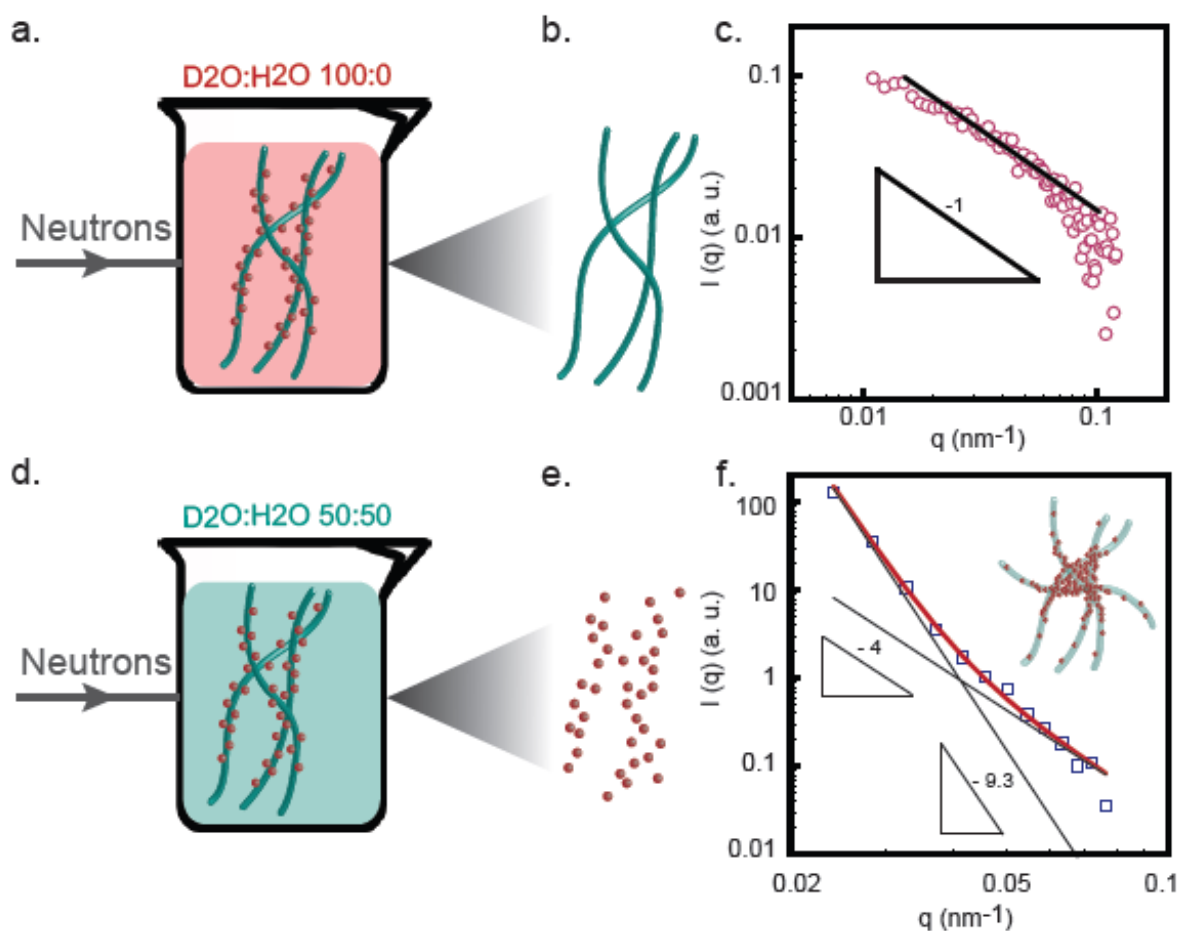 a.
D2O:H2O 100:0
Neutrons
b.
c.
I (q) (a. u.)
0.1
0.01
0.001
-1
0.01
0.1
q (nm-1)
d.
D2O:H2O 50:50
Neutrons
e.
f.
I (q) (a. u.)
100
10
1
0.1
0.01
- 4
- 9.3
0.02
0.05
0.1
q (nm-1)